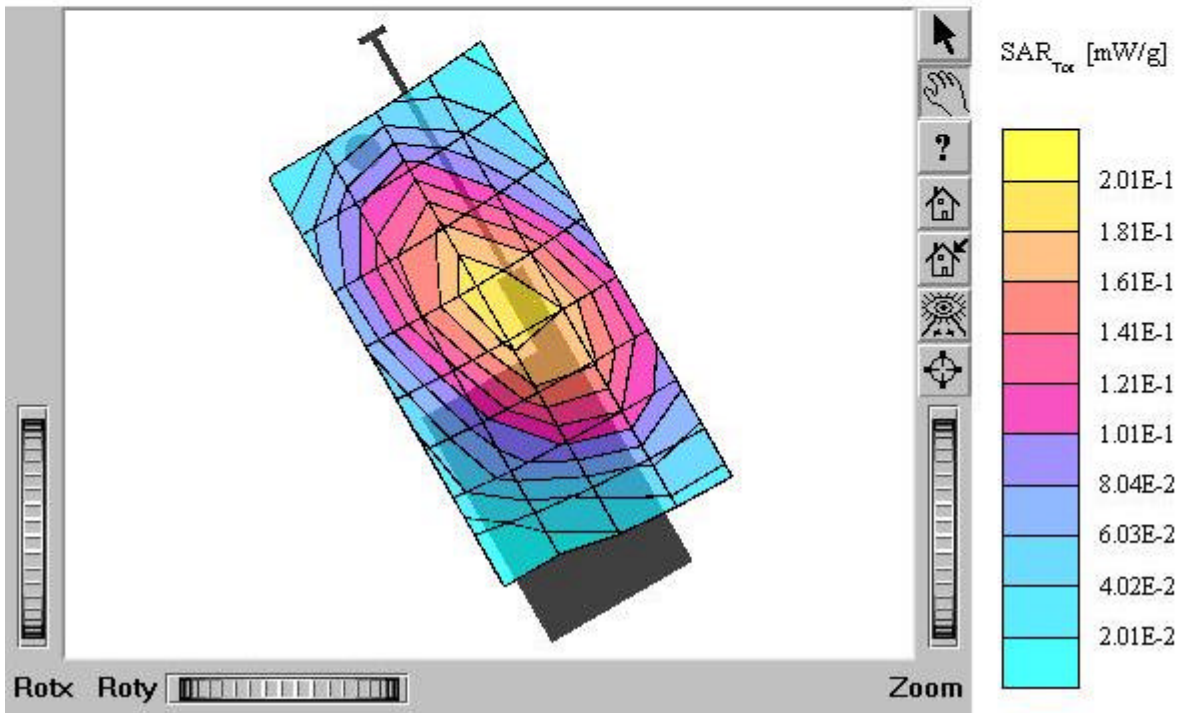 SAR_Tot [mW/g]
?
2.01E-1
1.81E-1
1.61E-1
1.41E-1
1.21E-1
1.01E-1
8.04E-2
6.03E-2
4.02E-2
2.01E-2
Rotx Roty Zoom